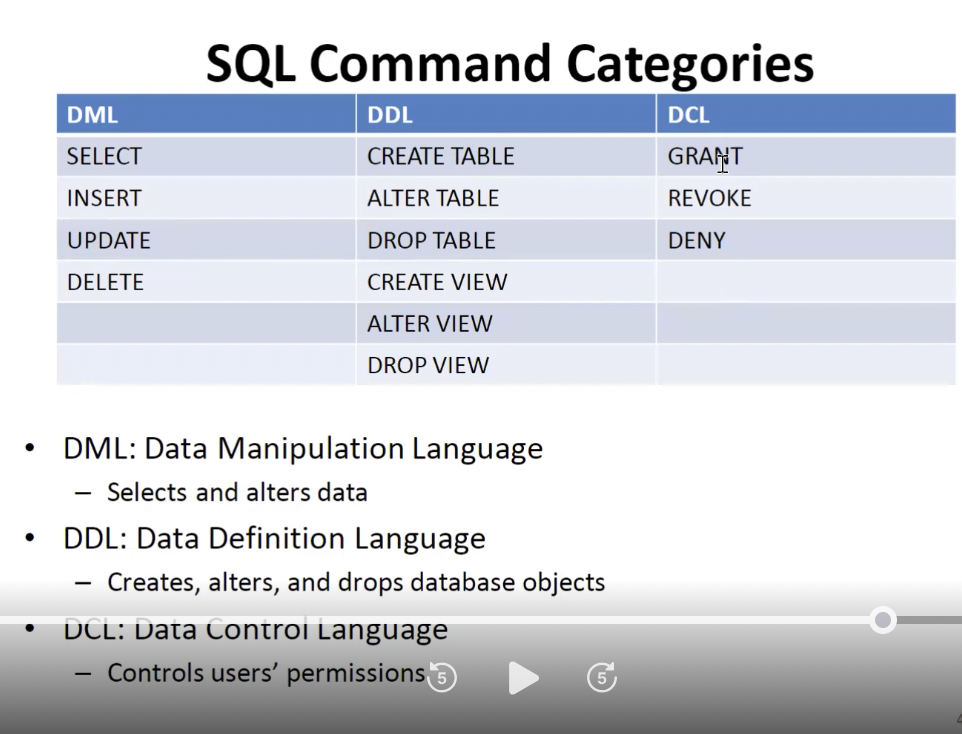 SQL Command Categories
DML DDL DCL
SELECT CREATE TABLE GRANT
INSERT ALTER TABLE REVOKE
UPDATE DROP TABLE DENY
DELETE CREATE VIEW
ALTER VIEW
DROP VIEW
• DML: Data Manipulation Language
– Selects and alters data
• DDL: Data Definition Language
– Creates, alters, and drops database objects
• DCL: Data Control Language
– Controls users’ permissions
5 5
4